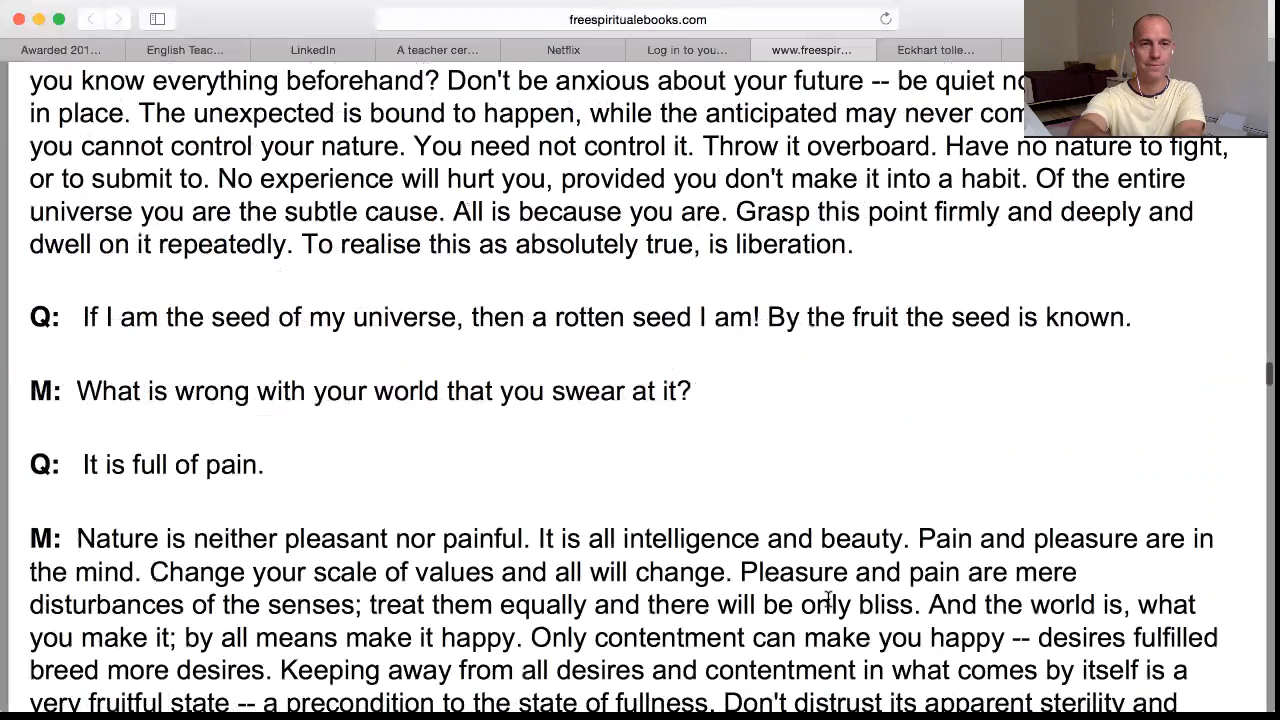 freespiritualebooks.com
Awarded 201... English Teac... LinkedIn A teacher cer... Netflix Log in to you... www.freespir... Eckhart tolle...
you know everything beforehand? Don't be anxious about your future -- be quiet
in place. The unexpected is bound to happen, while the anticipated may never
you cannot control your nature. You need not control it. Throw it overboard. Have no nature to fight,
or to submit to. No experience will hurt you, provided you don't make it into a habit. Of the entire
universe you are the subtle cause. All is because you are. Grasp this point firmly and deeply and
dwell on it repeatedly. To realise this as absolutely true, is liberation.
Q: If I am the seed of my universe, then a rotten seed I am! By the fruit the seed is known.
M: What is wrong with your world that you swear at it?
Q: It is full of pain.
M: Nature is neither pleasant nor painful. It is all intelligence and beauty. Pain and pleasure are in
the mind. Change your scale of values and all will change. Pleasure and pain are mere
disturbances of the senses; treat them equally and there will be only bliss. And the world is, what
you make it; by all means make it happy. Only contentment can make you happy -- desires fulfilled
breed more desires. Keeping away from all desires and contentment in what comes by itself is a
very fruitful state -- a precondition to the state of fullness. Don't distrust its apparent sterility and